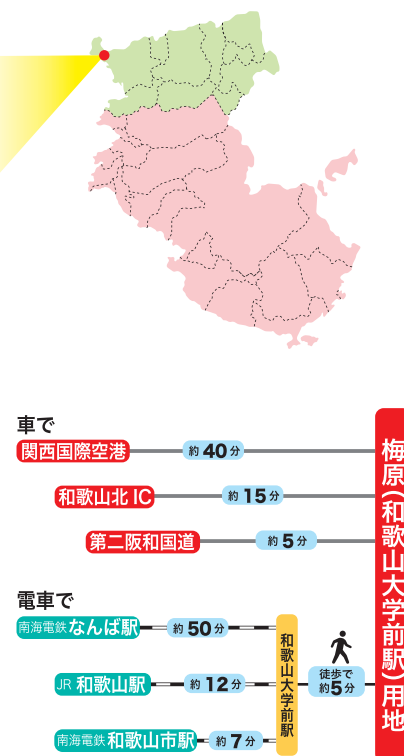 車で
関西国際空港 約40分
和歌山北IC 約15分
第二阪和国道 約5分
電車で
南海電鉄なんば駅 約50分
JR和歌山駅 約12分
南海電鉄和歌山市駅 約7分
和歌山大学前駅
徒歩で
約5分
梅原(和歌山大学前駅)用地